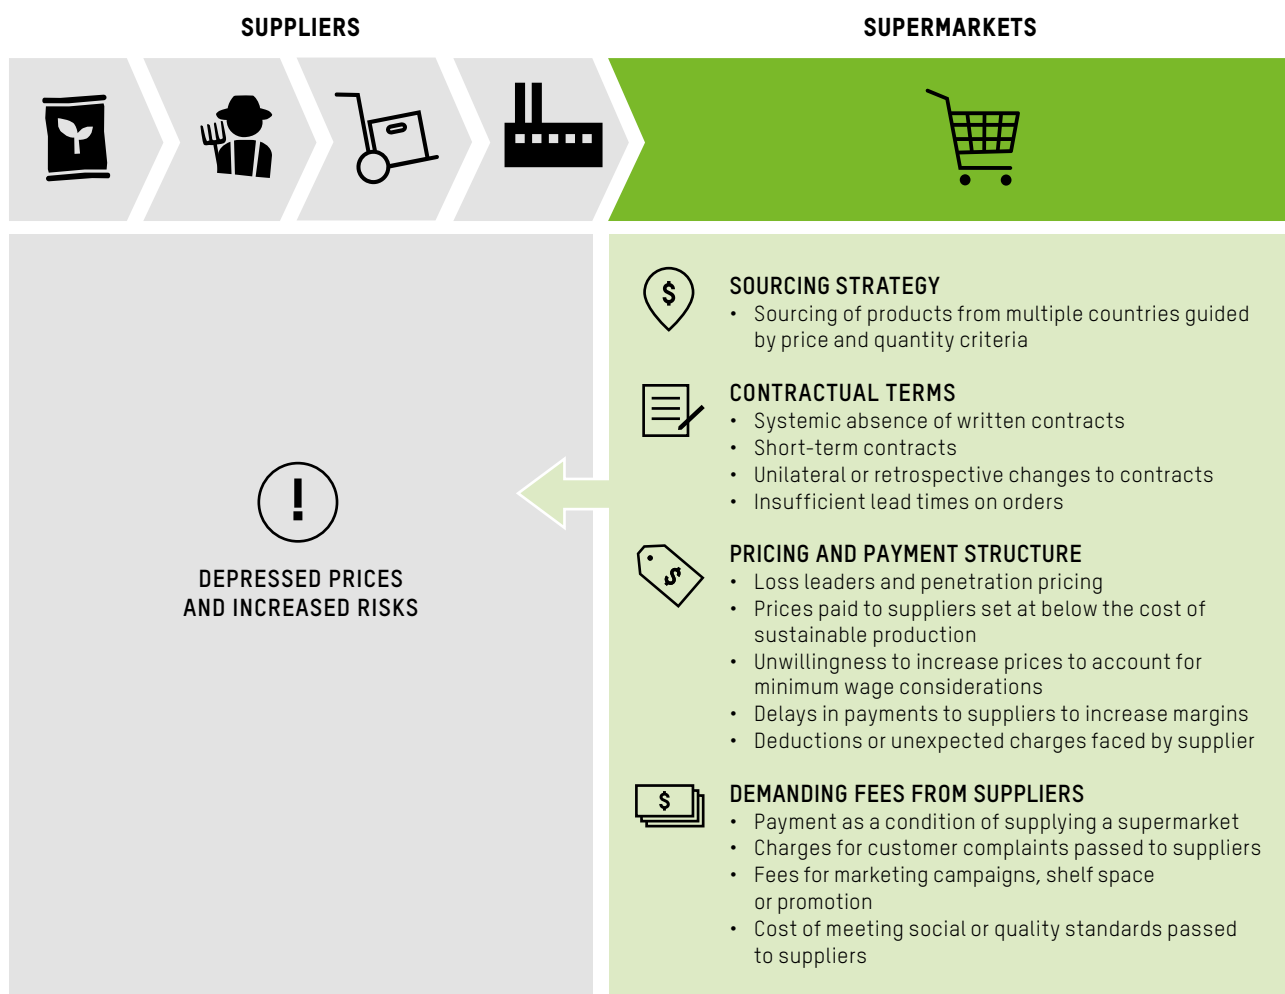 SUPPLIERS
SUPERMARKETS
$
SOURCING STRATEGY
• Sourcing of products from multiple countries guided
by price and quantity criteria
CONTRACTUAL TERMS
• Systemic absence of written contracts
• Short-term contracts
• Unilateral or retrospective changes to contracts
• Insufficient lead times on orders
!
DEPRESSED PRICES
AND INCREASED RISKS
$
PRICING AND PAYMENT STRUCTURE
• Loss leaders and penetration pricing
• Prices paid to suppliers set at below the cost of
sustainable production
• Unwillingness to increase prices to account for
minimum wage considerations
• Delays in payments to suppliers to increase margins
• Deductions or unexpected charges faced by supplier
$
DEMANDING FEES FROM SUPPLIERS
• Payment as a condition of supplying a supermarket
• Charges for customer complaints passed to suppliers
• Fees for marketing campaigns, shelf space
or promotion
• Cost of meeting social or quality standards passed
to suppliers